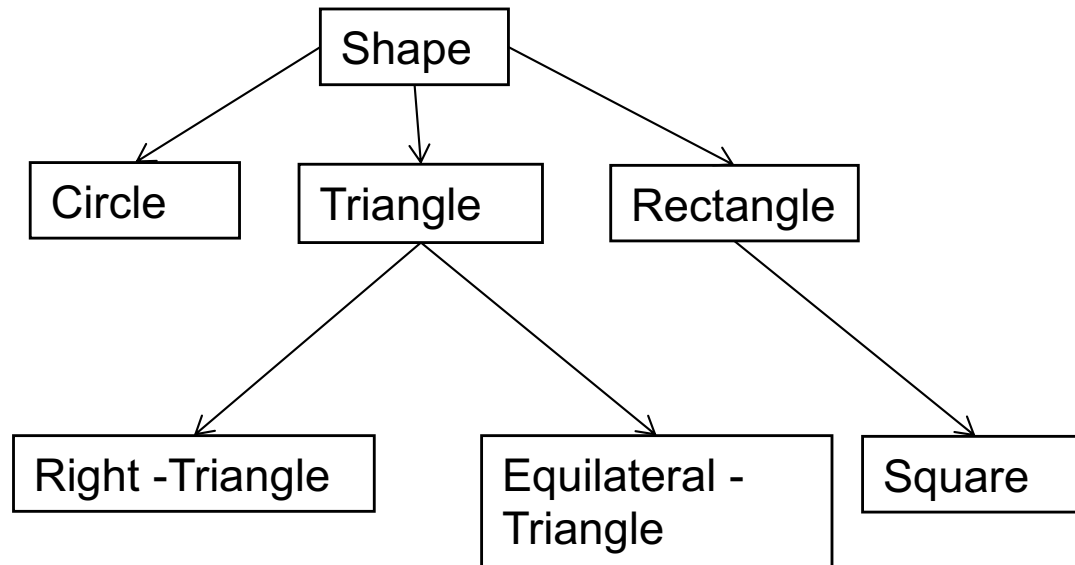 Shape
Circle
Triangle
Rectangle
Right -Triangle
Equilateral -
Triangle
Square